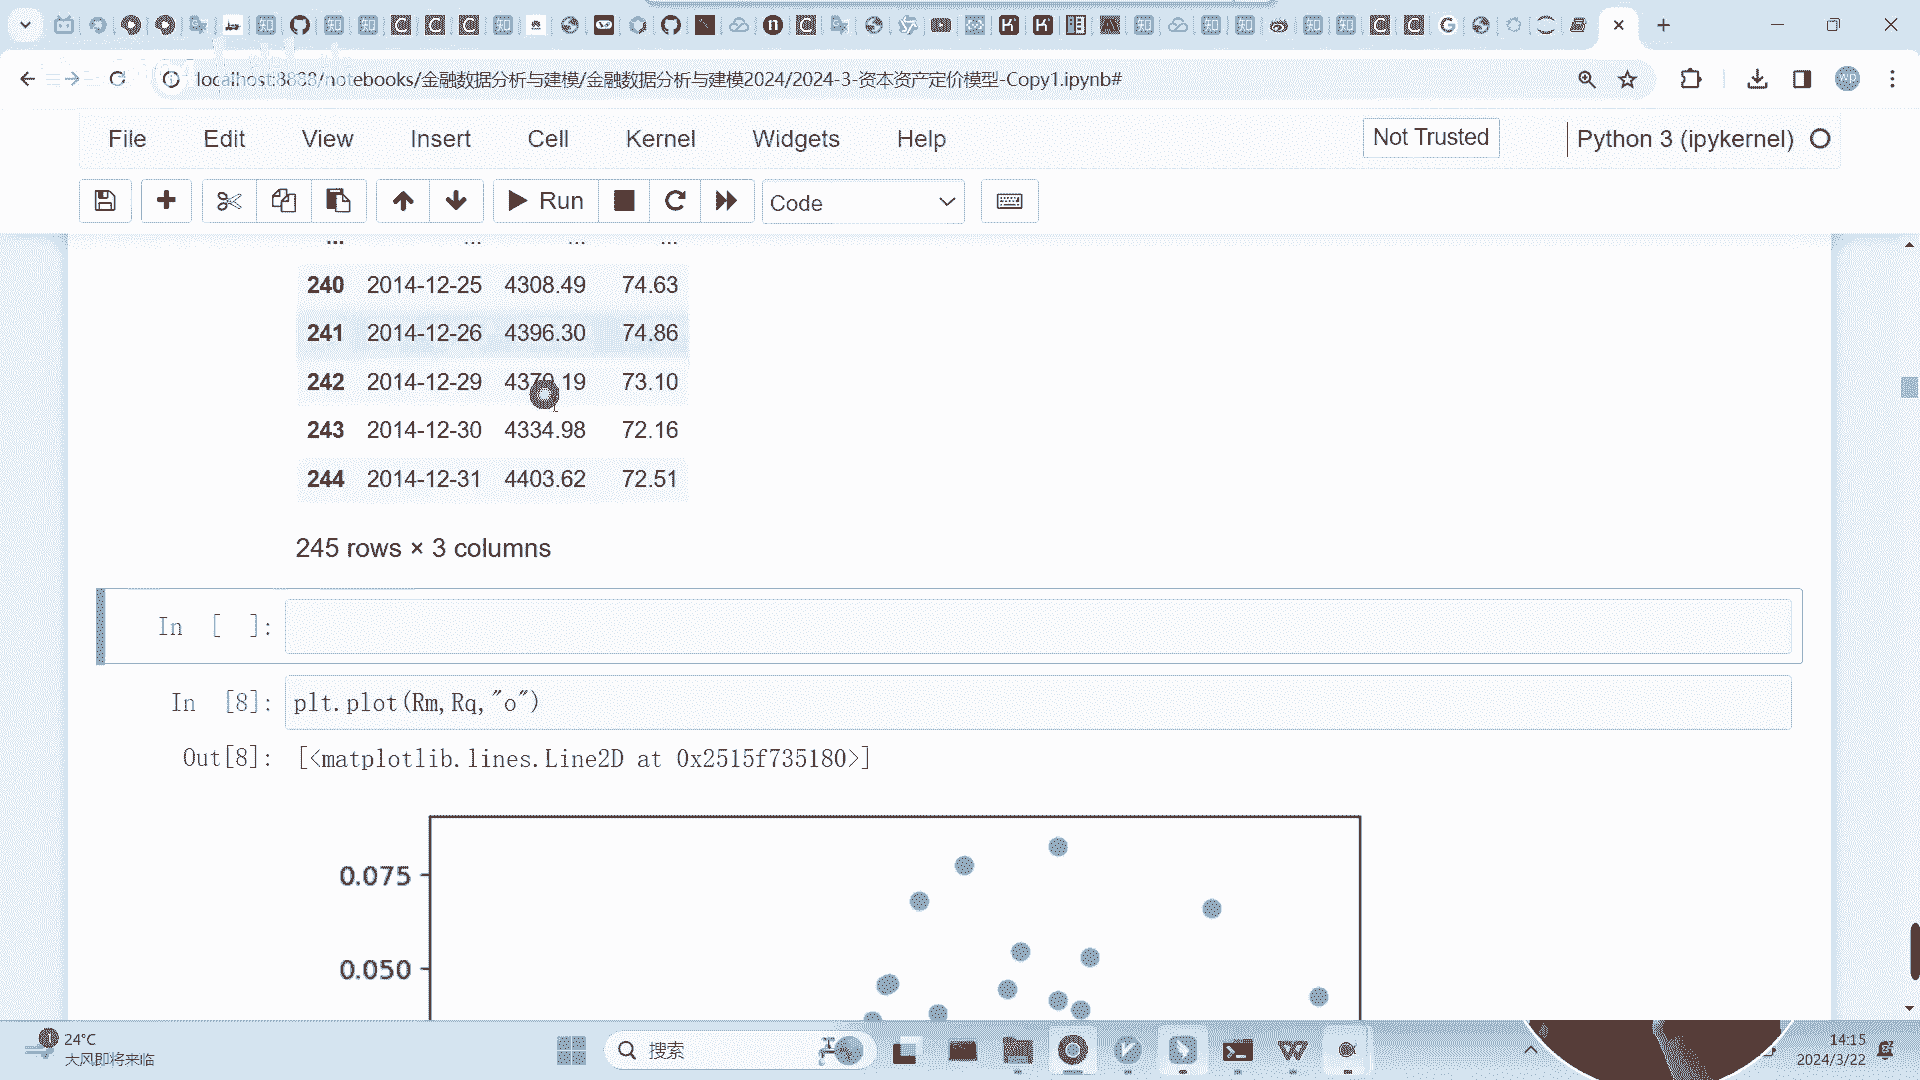 localhost:8888/notebooks/金融数据分析与建模/金融数据分析与建模2024/2024-3-资本资产定价模型-Copy1.ipynb#
wp
File Edit View Insert Cell Kernel Widgets Help Not Trusted Python 3 (ipykernel)
Run Code
... ... ... ...
240 2014-12-25 4308.49 74.63
241 2014-12-26 4396.30 74.86
242 2014-12-29 73.10
243 2014-12-30 4334.98 72.16
244 2014-12-31 4403.62 72.51
245 rows × 3 columns
In [ ]:
In [8]: plt.plot(Rm,Rq,"o")
Out[8]: [<matplotlib.lines.Line2D at 0x2515f735180>]
0.075
0.050
24°C
大风即将来临
搜索
14:15
2024/3/22